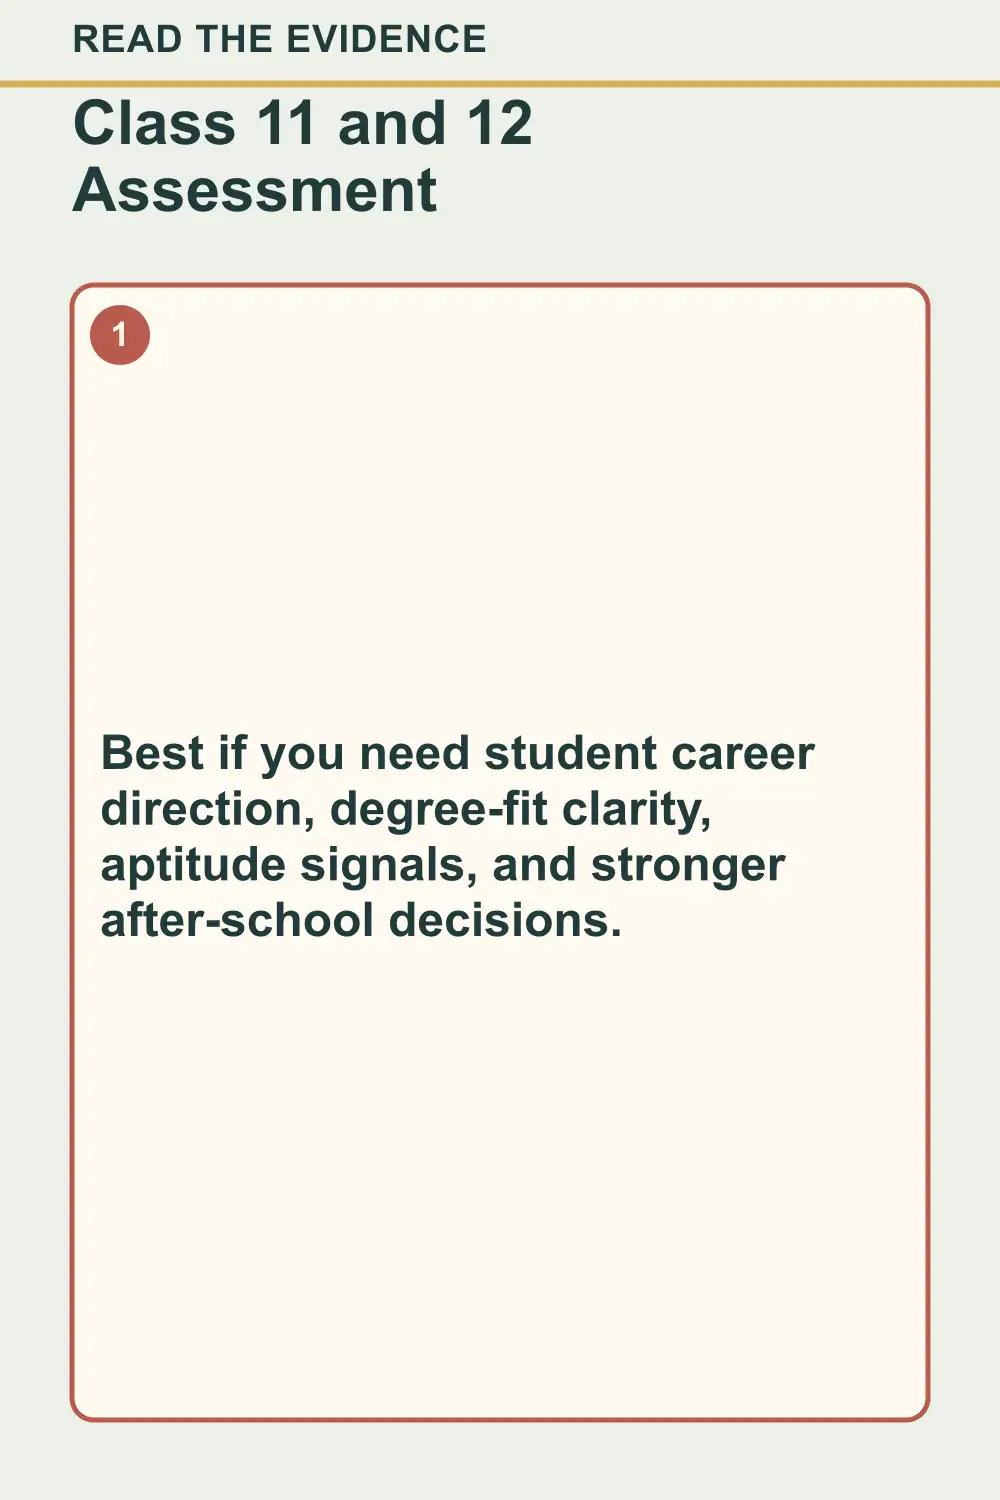 READ THE EVIDENCE
Class 11 and 12
Assessment
1
Best if you need student career
direction, degree-fit clarity,
aptitude signals, and stronger
after-school decisions.